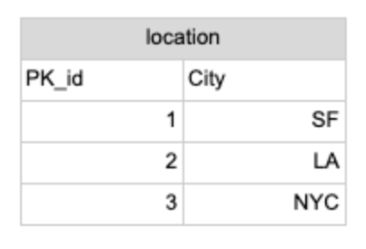 location
PK_id City
1 SF
2 LA
3 NYC